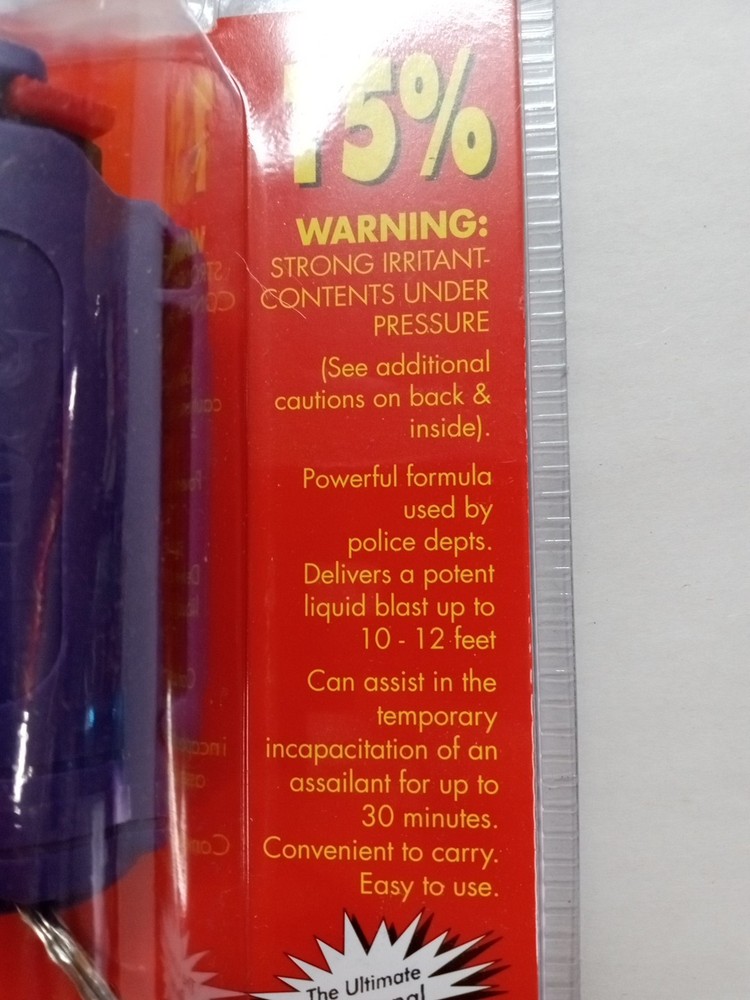 15%
WARNING:
STRONG IRRITANT-
CONTENTS UNDER
PRESSURE
(See additional
cautions on back &
inside).
Powerful formula
used by
police depts.
Delivers a potent
liquid blast up to
10 - 12 feet
Can assist in the
temporary
incapacitation of an
assailant for up to
30 minutes.
Convenient to carry.
Easy to use.
The Ultimate